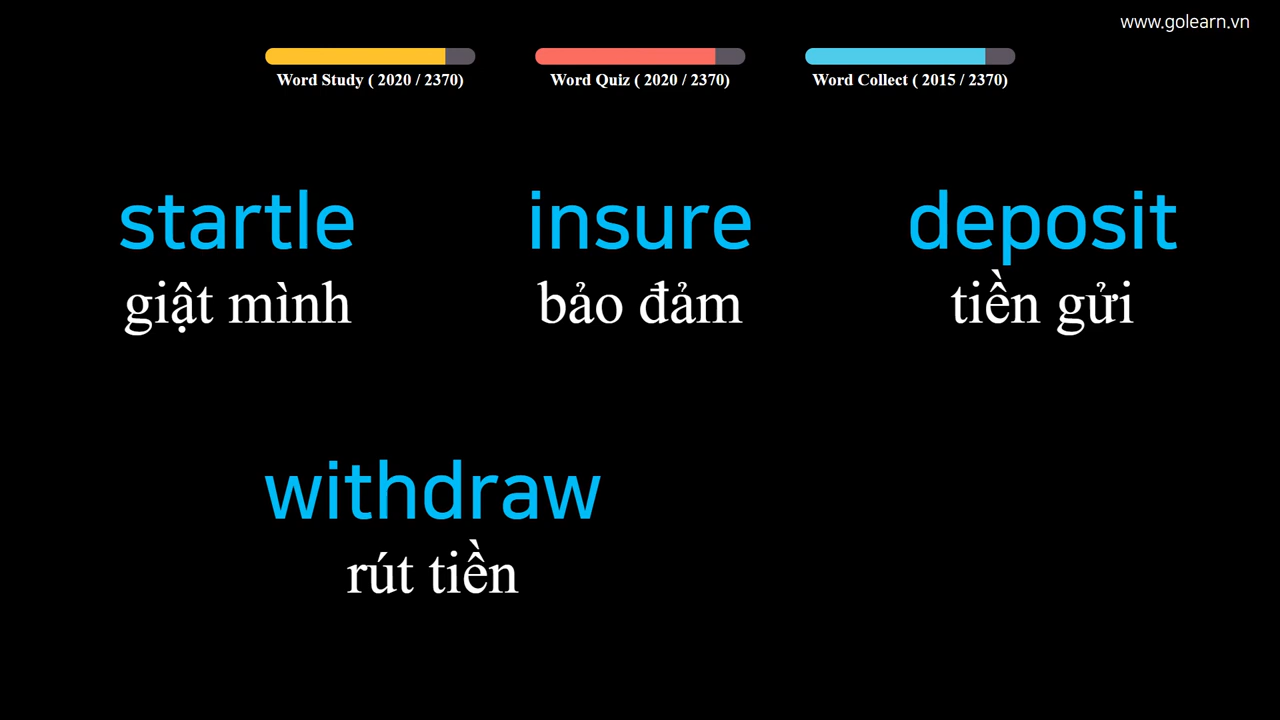 www.golearn.vn
Word Study ( 2020 / 2370)
Word Quiz ( 2020 / 2370)
Word Collect ( 2015 / 2370)
startle
giật mình
insure
bảo đảm
deposit
tiền gửi
withdraw
rút tiền